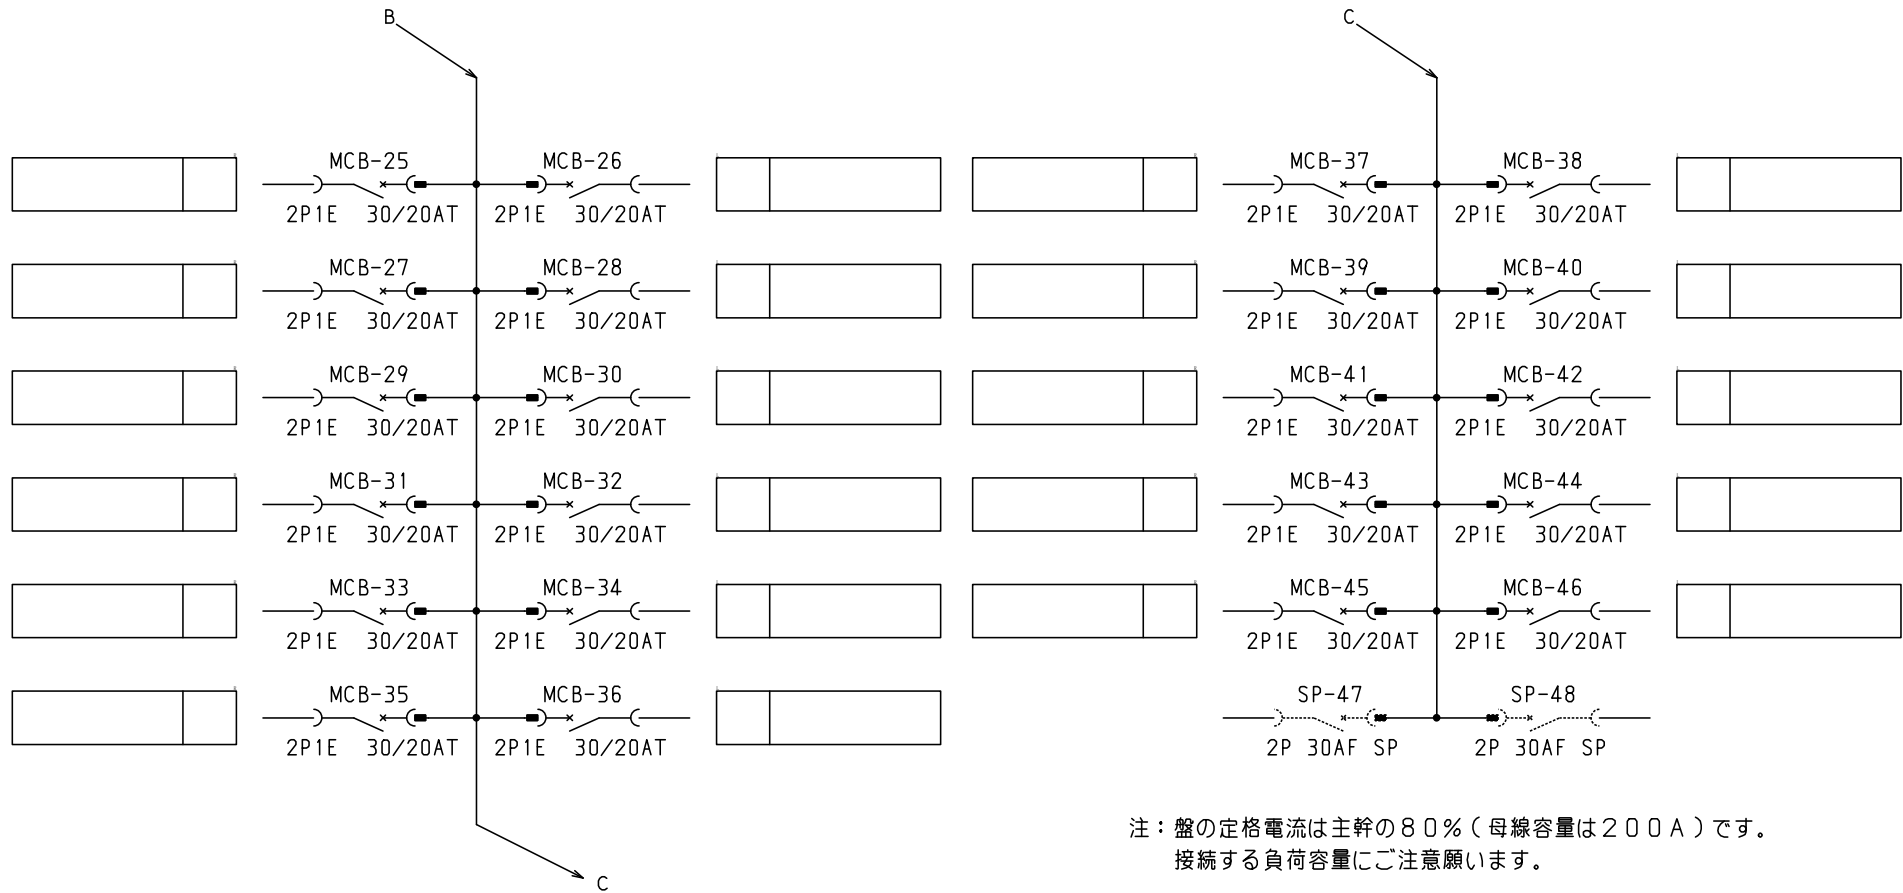 B
MCB-25 MCB-26
2P1E 30/20AT 2P1E 30/20AT
MCB-27 MCB-28
2P1E 30/20AT 2P1E 30/20AT
MCB-29 MCB-30
2P1E 30/20AT 2P1E 30/20AT
MCB-31 MCB-32
2P1E 30/20AT 2P1E 30/20AT
MCB-33 MCB-34
2P1E 30/20AT 2P1E 30/20AT
MCB-35 MCB-36
2P1E 30/20AT 2P1E 30/20AT
C
C
MCB-37 MCB-38
2P1E 30/20AT 2P1E 30/20AT
MCB-39 MCB-40
2P1E 30/20AT 2P1E 30/20AT
MCB-41 MCB-42
2P1E 30/20AT 2P1E 30/20AT
MCB-43 MCB-44
2P1E 30/20AT 2P1E 30/20AT
MCB-45 MCB-46
2P1E 30/20AT 2P1E 30/20AT
SP-47 SP-48
2P 30AF SP 2P 30AF SP
注：盤の定格電流は主幹の８０％（母線容量は２００Ａ）です。
接続する負荷容量にご注意願います。